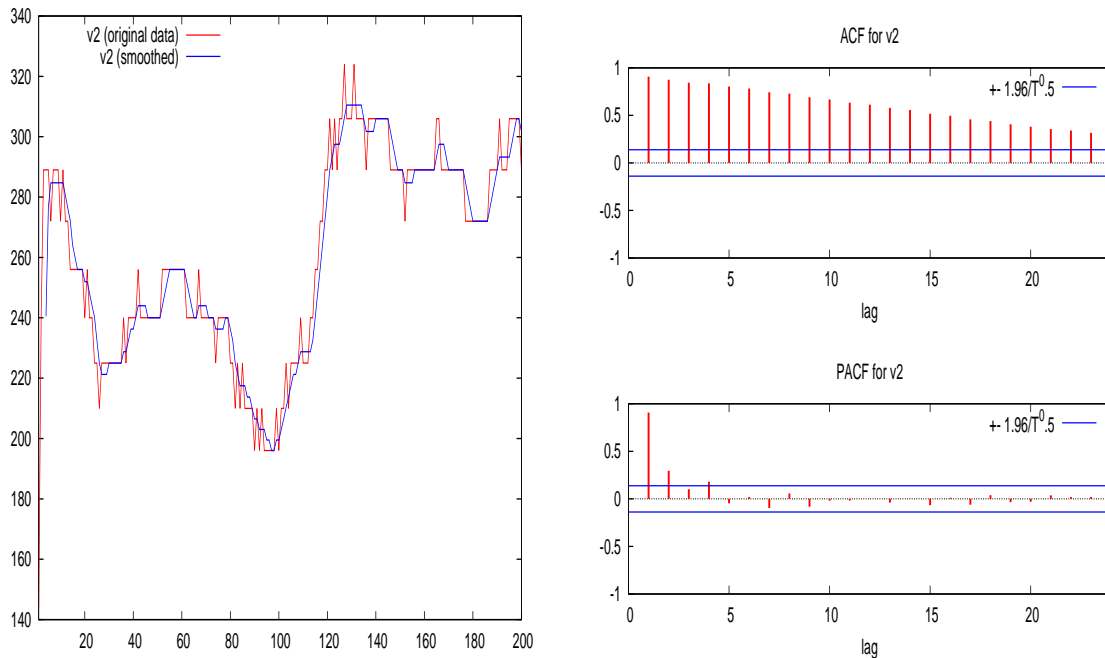 340
320
300
280
260
240
220
200
180
160
140
20 40 60 80 100 120 140 160 180 200
v2 (original data)
v2 (smoothed)
ACF for v2
1
0.5
0
-0.5
-1
0 5 10 15 20
lag
+- 1.96/T^0.5
PACF for v2
1
0.5
0
-0.5
-1
0 5 10 15 20
lag
+- 1.96/T^0.5